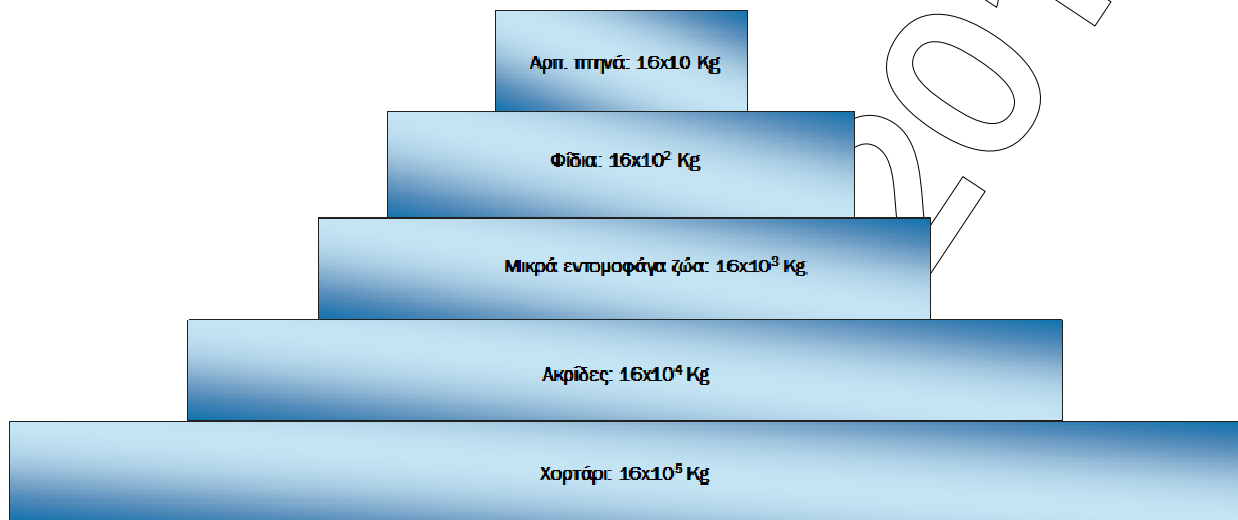 Αρπ. πτηνά: 16x10 Kg
Φίδια: 16x10² Kg
Μικρά εντομοφάγα ζώα: 16x10³ Kg
Ακρίδες: 16x10⁴ Kg
Χορτάρι: 16x10⁵ Kg